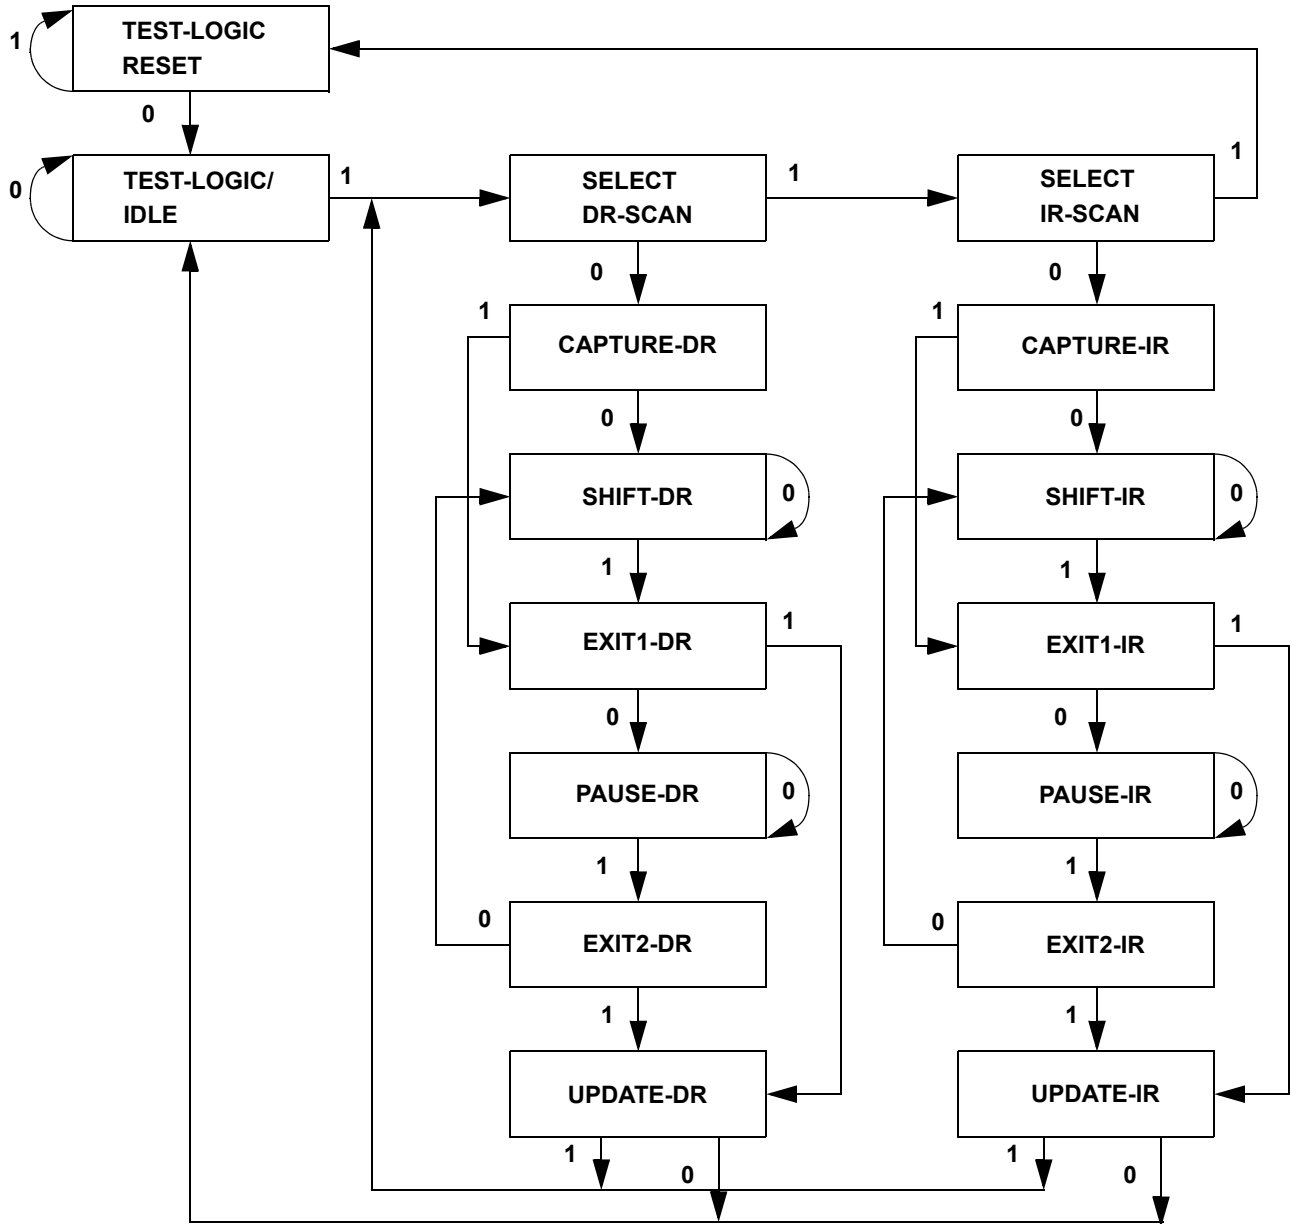 TEST-LOGIC
RESET
1
0
TEST-LOGIC/
IDLE
0
1
SELECT
DR-SCAN
1
SELECT
IR-SCAN
1
0
0
1
CAPTURE-DR
1
CAPTURE-IR
0
0
SHIFT-DR
0
SHIFT-IR
0
1
1
EXIT1-DR
1
EXIT1-IR
1
0
0
PAUSE-DR
0
PAUSE-IR
0
1
1
0
EXIT2-DR
0
EXIT2-IR
1
1
UPDATE-DR
UPDATE-IR
1
0
1
0